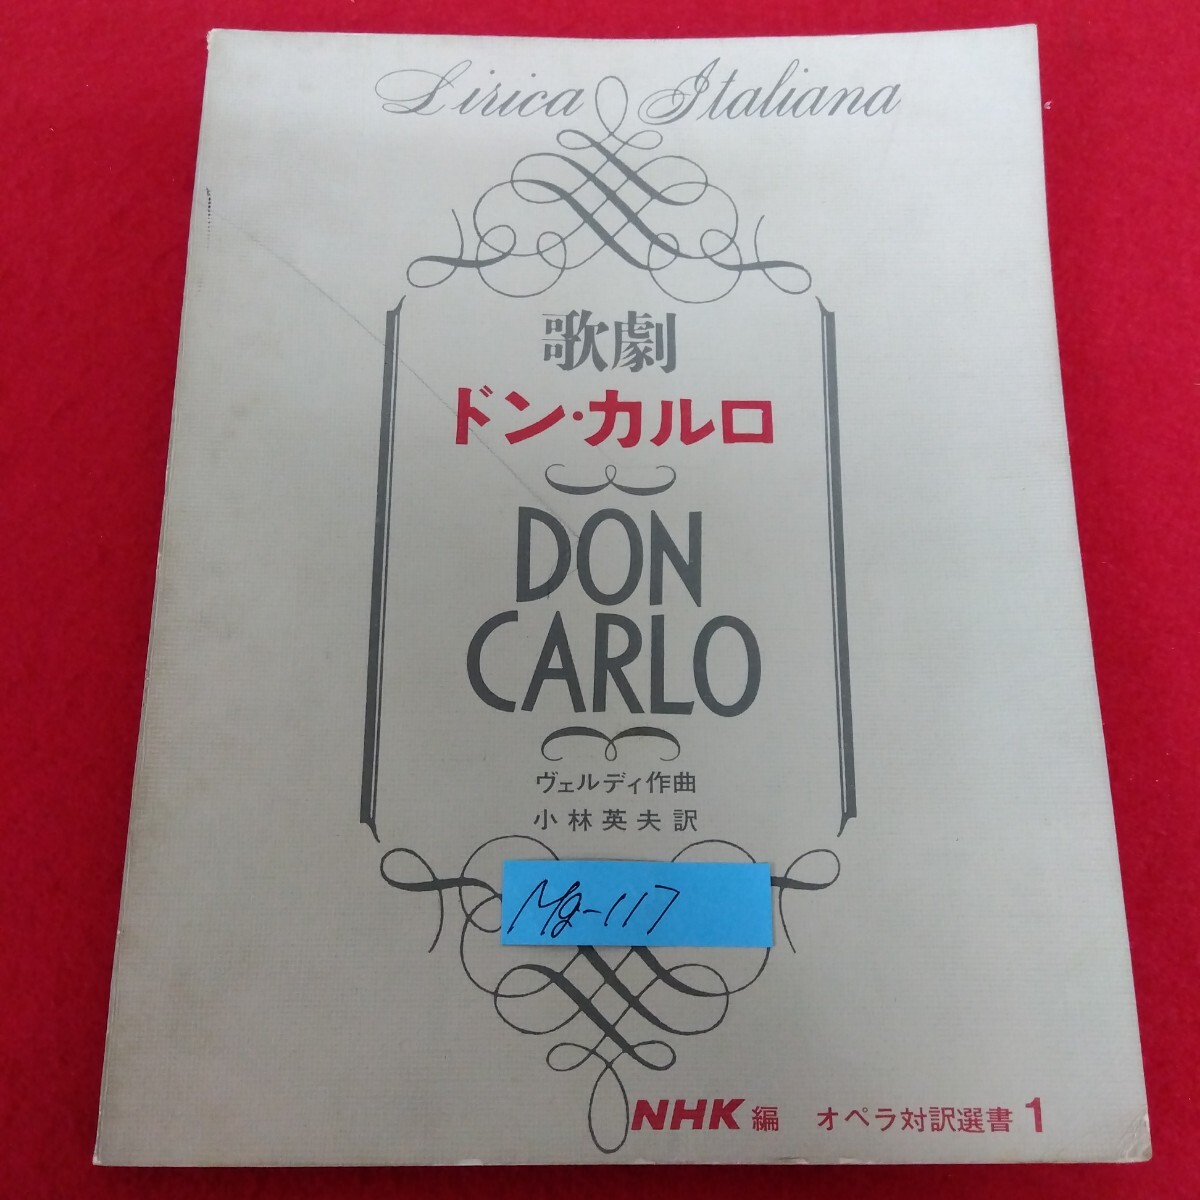 Lirica Italiana
歌劇
ドン・カルロ
DON
CARLO
ヴェルディ作曲
小林英夫訳
Mg-117
NHK編 オペラ対訳選書1